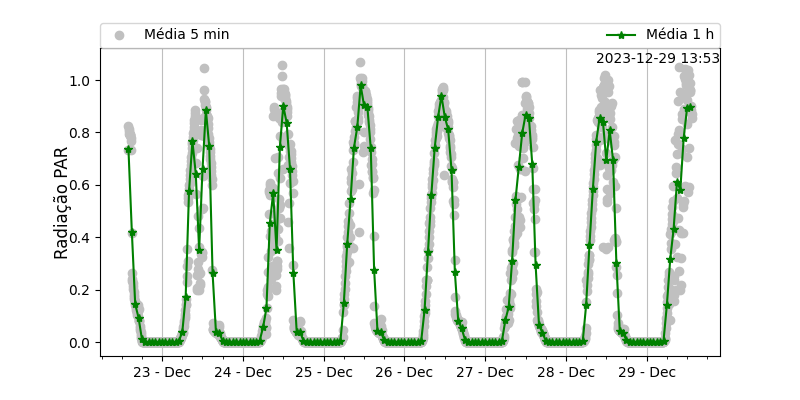 Média 5 min Média 1 h
2023-12-29 13:53
Radiação PAR
1.0
0.8
0.6
0.4
0.2
0.0
23 - Dec 24 - Dec 25 - Dec 26 - Dec 27 - Dec 28 - Dec 29 - Dec